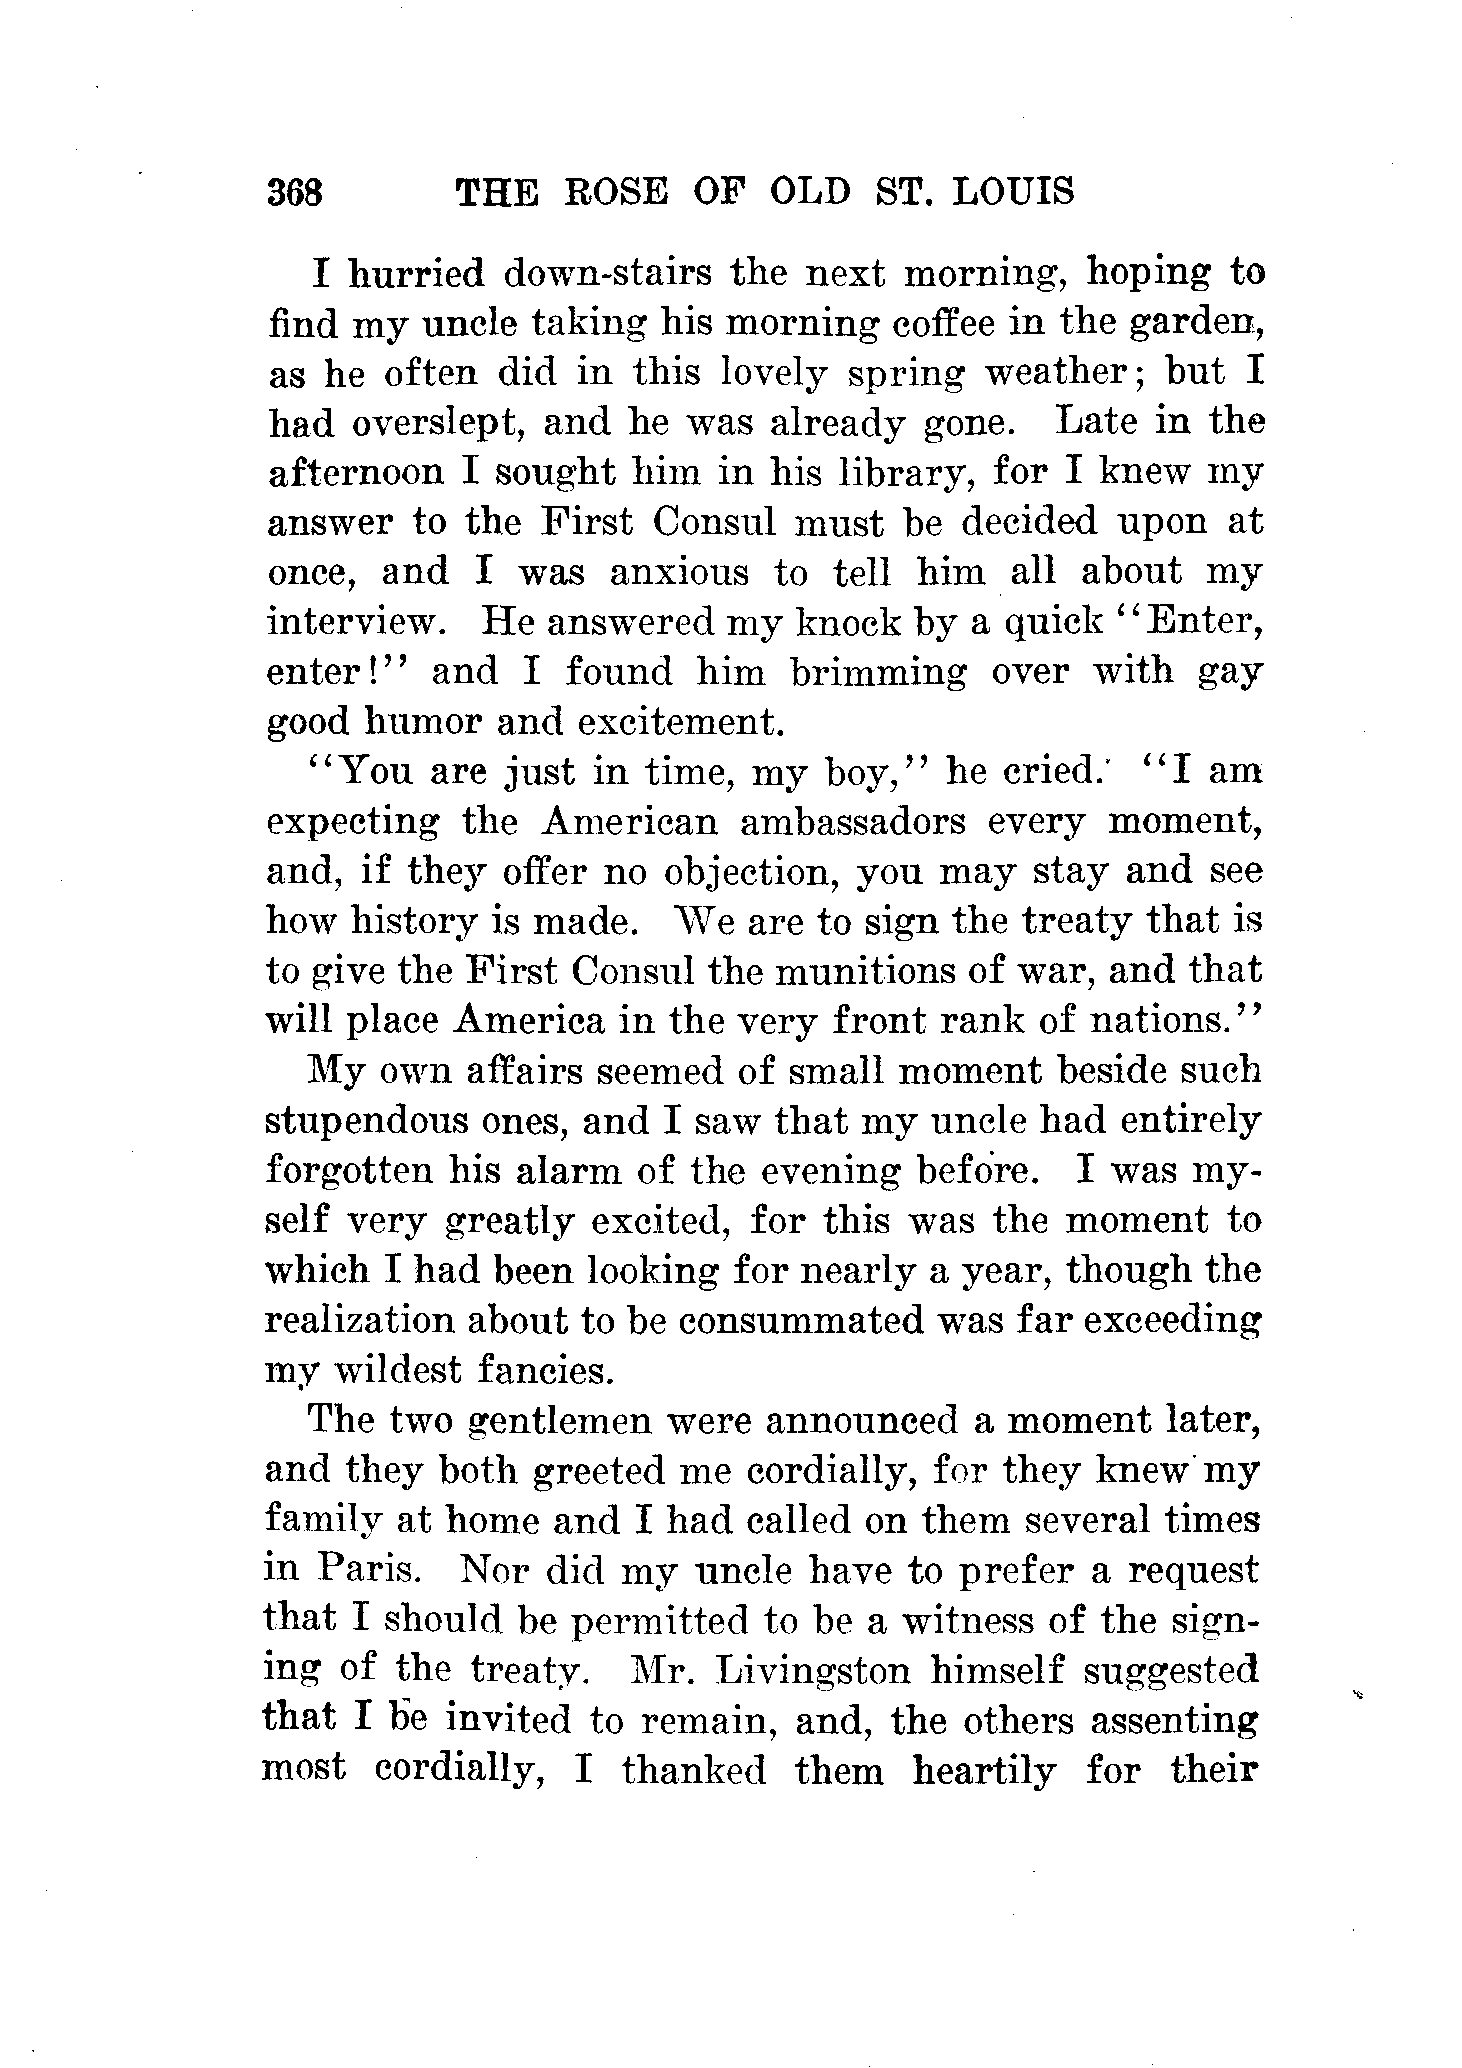 368 THE ROSE OF OLD ST. LOUIS
I hurried down-stairs the next morning, hoping to
find my uncle taking his morning coffee in the garden,
as he often did in this lovely spring weather; but I
had overslept, and he was already gone. Late in the
afternoon I sought him in his library, for I knew my
answer to the First Consul must be decided upon at
once, and I was anxious to tell him all about my
interview. He answered my knock by a quick "Enter,
enter!" and I found him brimming over with gay
good humor and excitement.
"You are just in time, my boy," he cried. "I am
expecting the American ambassadors every moment,
and, if they offer no objection, you may stay and see
how history is made. We are to sign the treaty that is
to give the First Consul the munitions of war, and that
will place America in the very front rank of nations."
My own affairs seemed of small moment beside such
stupendous ones, and I saw that my uncle had entirely
forgotten his alarm of the evening before. I was my-
self very greatly excited, for this was the moment to
which I had been looking for nearly a year, though the
realization about to be consummated was far exceeding
my wildest fancies.
The two gentlemen were announced a moment later,
and they both greeted me cordially, for they knew my
family at home and I had called on them several times
in Paris. Nor did my uncle have to prefer a request
that I should be permitted to be a witness of the sign-
ing of the treaty. Mr. Livingston himself suggested
that I be invited to remain, and, the others assenting
most cordially, I thanked them heartily for their